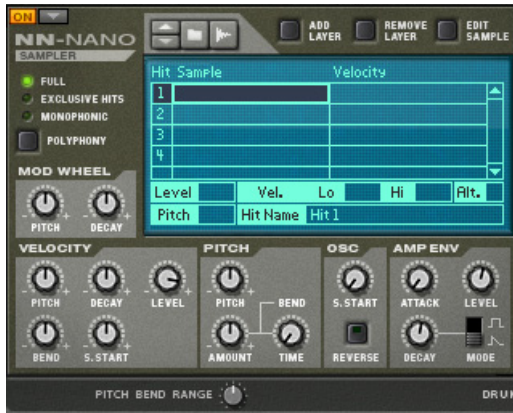 ON
NN-NANO
SAMPLER
ADD LAYER
REMOVE LAYER
EDIT SAMPLE
FULL
EXCLUSIVE HITS
MONOPHONIC
POLYPHONY
Hit Sample Velocity
1
2
3
4
Level Vel. Lo Hi Alt.
Pitch Hit Name Hit 1
MOD WHEEL
PITCH DECAY
VELOCITY PITCH OSC AMP ENV
PITCH DECAY LEVEL PITCH BEND S.START ATTACK LEVEL
BEND S.START AMOUNT TIME REVERSE DECAY MODE
PITCH BEND RANGE DRU